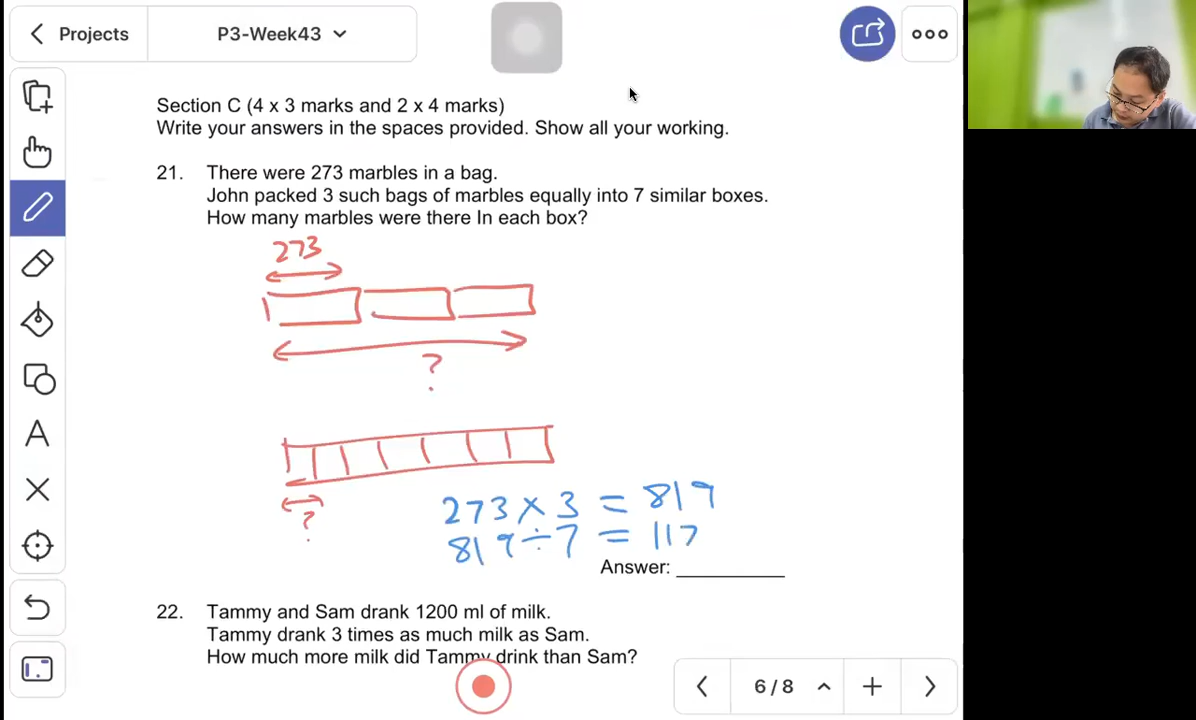 Projects
P3-Week43
Section C (4 x 3 marks and 2 x 4 marks)
Write your answers in the spaces provided. Show all your working.
21. There were 273 marbles in a bag.
John packed 3 such bags of marbles equally into 7 similar boxes.
How many marbles were there In each box?
273
?
?
273 × 3 = 819
819 ÷ 7 = 117
Answer: ___________
22. Tammy and Sam drank 1200 ml of milk.
Tammy drank 3 times as much milk as Sam.
How much more milk did Tammy drink than Sam?
6 / 8